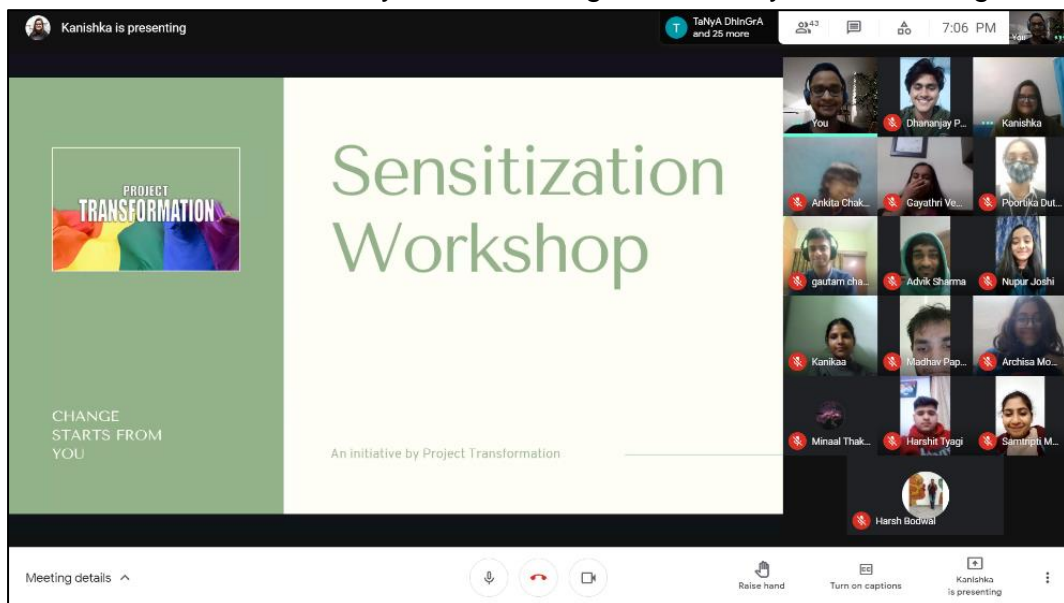 Kanishka is presenting
T
TaNyA DhInGrA
and 25 more
43
7:06 PM
You
PROJECT
TRANSFORMATION
Sensitization
Workshop
CHANGE
STARTS FROM
YOU
An initiative by Project Transformation
You
Dhananjay P...
Kanishka
Ankita Chak...
Gayathri Ve...
Poortika Dut...
gautam cha...
Advik Sharma
Nupur Joshi
Kanikaa
Madhav Pap...
Archisa Mo...
Minaal Thak...
Harshit Tyagi
Samtripti M...
Harsh Bodwal
Meeting details
Raise hand
CC
Turn on captions
Kanishka
is presenting